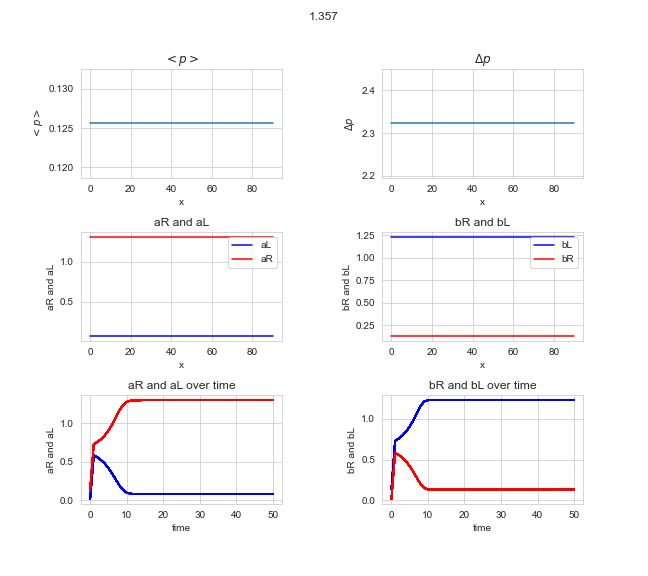 1.357
< p >
Δp
0.130
0.125
0.120
< p >
0 20 40 60 80
x
2.4
2.3
2.2
Δp
0 20 40 60 80
x
aR and aL
bR and bL
1.0
0.5
aR and aL
aL
aR
0 20 40 60 80
x
1.25
1.00
0.75
0.50
0.25
bR and bL
bL
bR
0 20 40 60 80
x
aR and aL over time
bR and bL over time
1.0
0.5
0.0
aR and aL
0 10 20 30 40 50
time
1.0
0.5
0.0
bR and bL
0 10 20 30 40 50
time